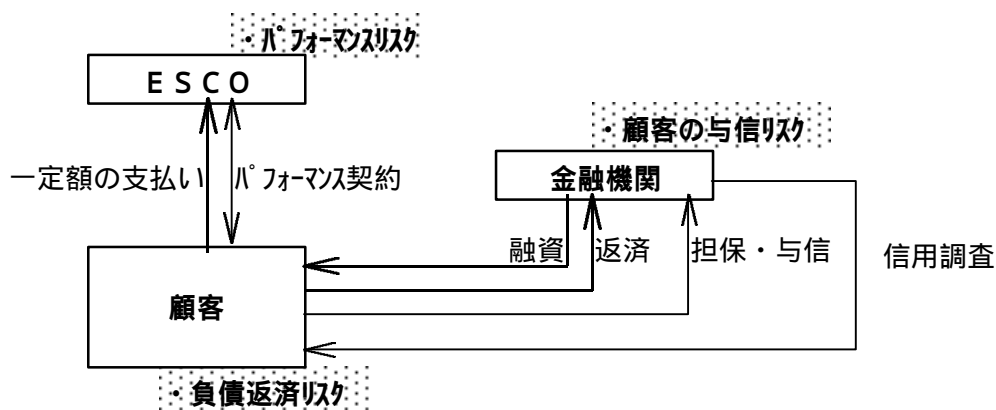 ・ﾊﾟﾌｫｰﾏﾝｽﾘｽｸ
ＥＳＣＯ
・顧客の与信ﾘｽｸ
一定額の支払い
ﾊﾟﾌｫｰﾏﾝｽ契約
金融機関
融資
返済
担保・与信
信用調査
顧客
・負債返済ﾘｽｸ